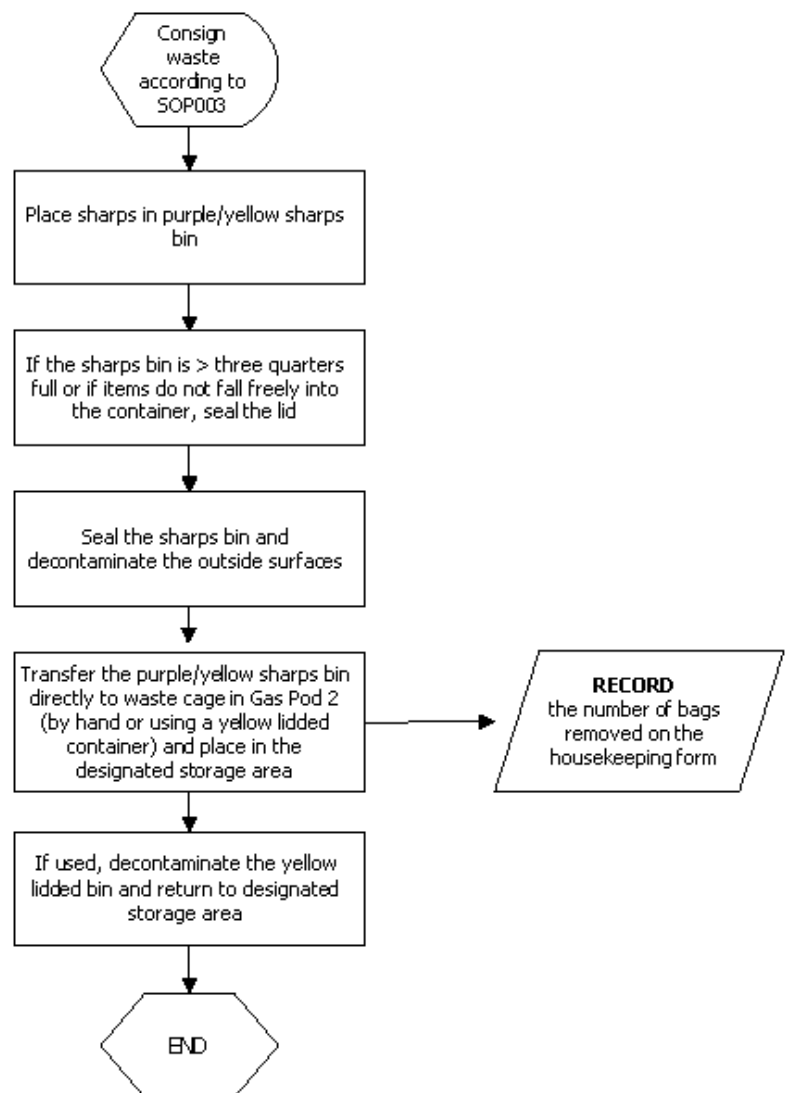 Consign
waste
according to
SOP003
Place sharps in purple/yellow sharps
bin
If the sharps bin is > three quarters
full or if items do not fall freely into
the container, seal the lid
Seal the sharps bin and
decontaminate the outside surfaces
Transfer the purple/yellow sharps bin
directly to waste cage in Gas Pod 2
(by hand or using a yellow lidded
container) and place in the
designated storage area
RECORD
the number of bags
removed on the
housekeeping form
If used, decontaminate the yellow
lidded bin and return to designated
storage area
END